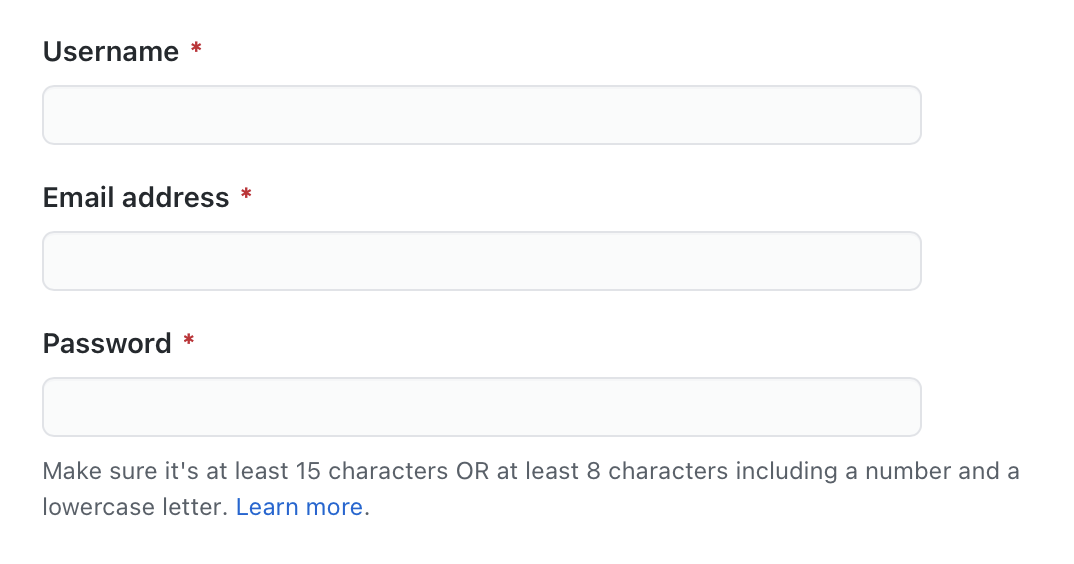 Username *
Email address *
Password *
Make sure it's at least 15 characters OR at least 8 characters including a number and a
lowercase letter. Learn more.